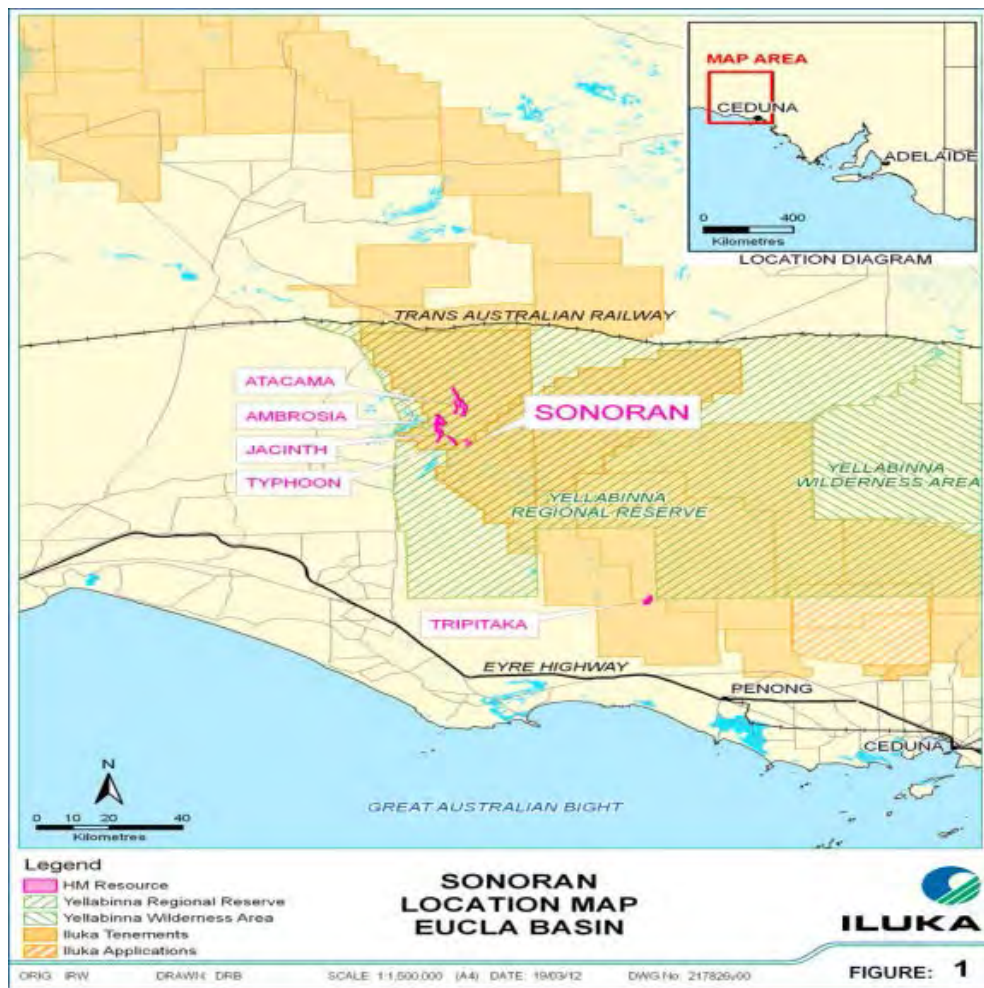 MAP AREA
CEDUNA
ADELAIDE
0 400
Kilometres
LOCATION DIAGRAM
TRANS AUSTRALIAN RAILWAY
ATACAMA
AMBROSIA
JACINTH
TYPHOON
SONORAN
YELLABINNA
REGIONAL RESERVE
YELLABINNA
WILDERNESS AREA
TRIPITAKA
EYRE HIGHWAY
PENONG
CEDUNA
GREAT AUSTRALIAN BIGHT
N
0 10 20 40
Kilometres
Legend
HM Resource
Yellabinna Regional Reserve
Yellabinna Wilderness Area
Iluka Tenements
Iluka Applications
SONORAN
LOCATION MAP
EUCLA BASIN
ILUKA
ORIG: IRW DRAWN: DRB SCALE 1:1,500,000 (A4) DATE: 19/03/12 DWG No: 217826v00 FIGURE: 1